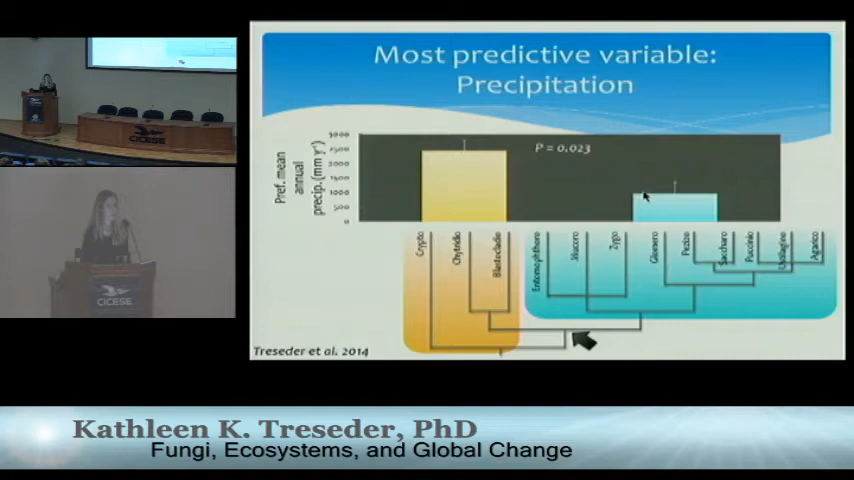 Most predictive variable:
Precipitation
Pref. mean
annual
precip. (mm y⁻¹)
3000
2500
2000
1500
1000
500
0
P = 0.023
Crypto
Chytridio
Blastocladio
Entomophthoro
Mucoro
Zygo
Glomero
Pezizo
Saccharo
Puccinio
Ustilagino
Agarico
Treseder et al. 2014
CICESE
CICESE
Kathleen K. Treseder, PhD
Fungi, Ecosystems, and Global Change